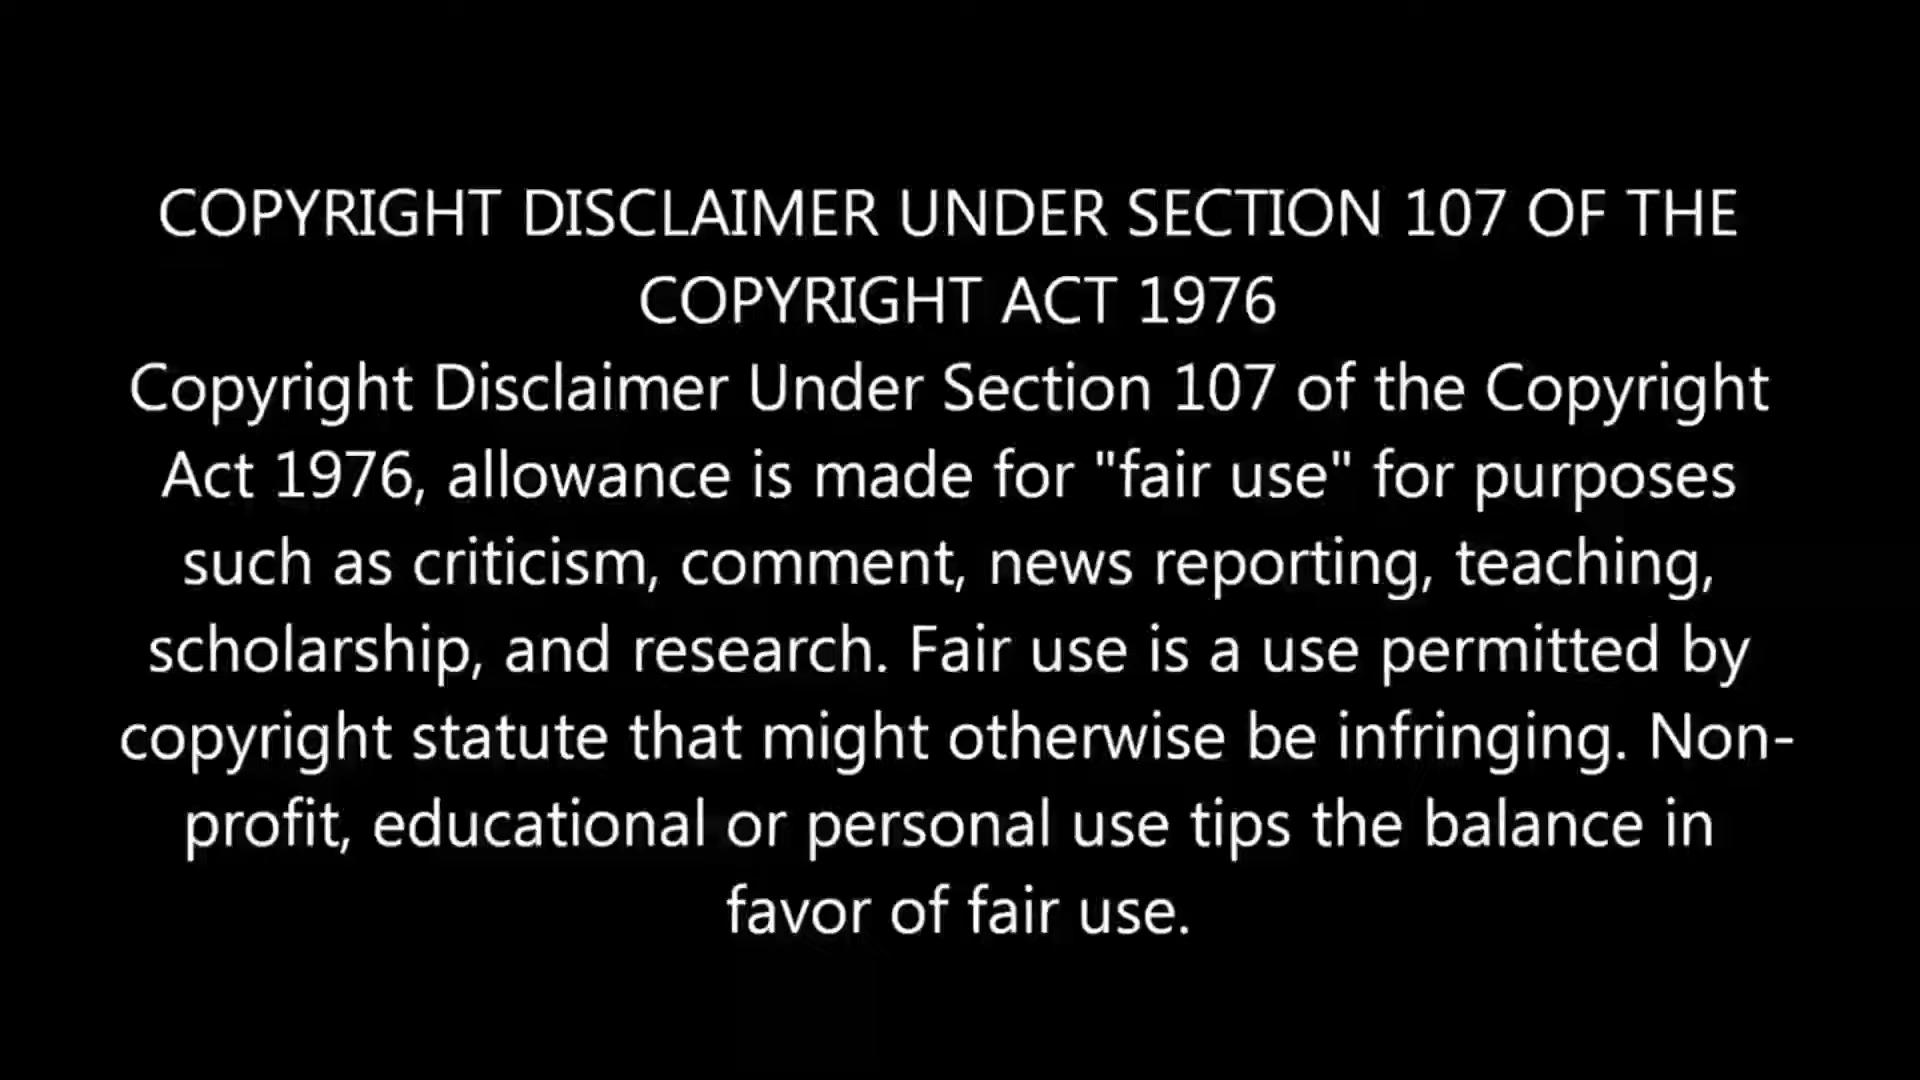 COPYRIGHT DISCLAIMER UNDER SECTION 107 OF THE
COPYRIGHT ACT 1976
Copyright Disclaimer Under Section 107 of the Copyright
Act 1976, allowance is made for "fair use" for purposes
such as criticism, comment, news reporting, teaching,
scholarship, and research. Fair use is a use permitted by
copyright statute that might otherwise be infringing. Non-
profit, educational or personal use tips the balance in
favor of fair use.